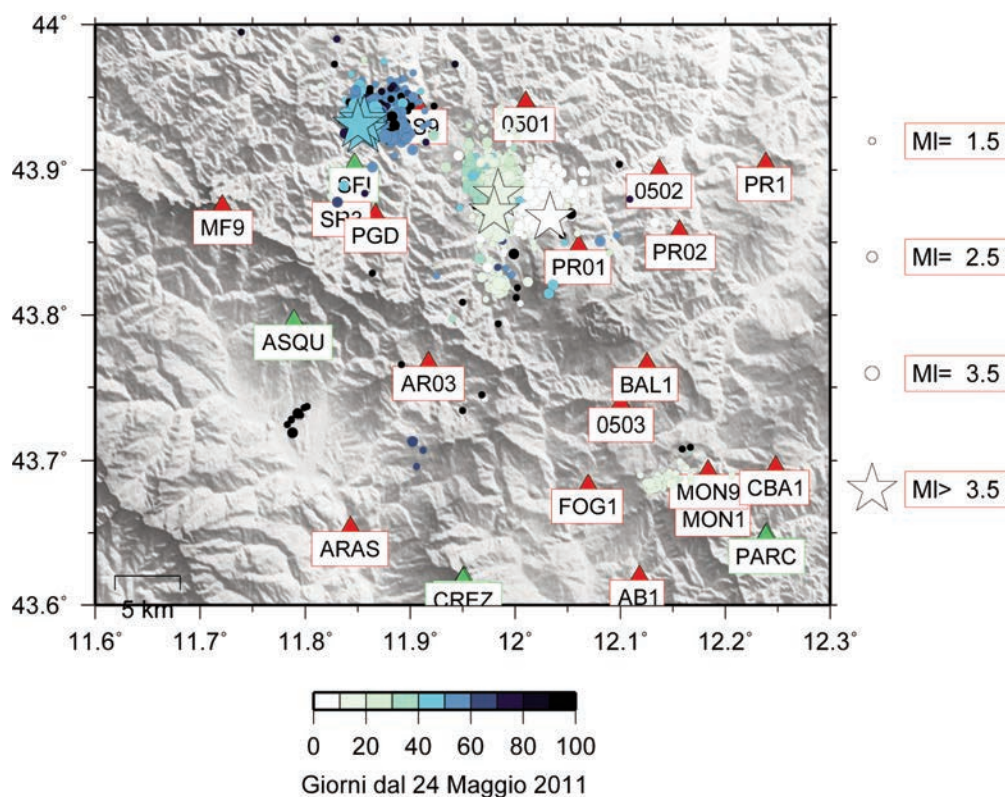 44°
43.9
43.8
43.7
43.6
S9
0502
PR1
MF9
PGD
PR01
PR02
ASQU
AR03
BAL1
0503
FOG1
MON9
CBA1
MON1
ARAS
PARC
AB1
5 km
11.6° 11.7° 11.8° 11.9° 12° 12.1° 12.2° 12.3°
Ml= 1.5
Ml= 2.5
Ml= 3.5
Ml> 3.5
0 20 40 60 80 100
Giorni dal 24 Maggio 2011